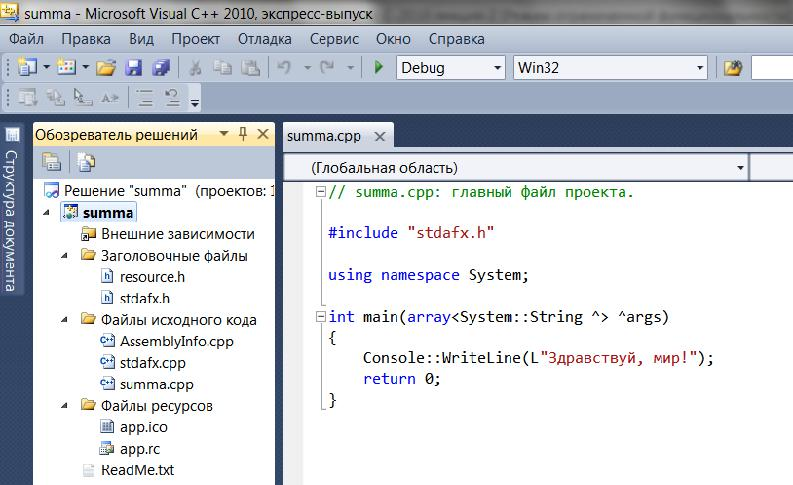 summa - Microsoft Visual C++ 2010, экспресс-выпуск
Файл Правка Вид Проект Отладка Сервис Окно Справка
Debug Win32
Структура документа
Обозреватель решений
Решение "summa" (проектов: 1
summa
Внешние зависимости
Заголовочные файлы
resource.h
stdafx.h
Файлы исходного кода
AssemblyInfo.cpp
stdafx.cpp
summa.cpp
Файлы ресурсов
app.ico
app.rc
ReadMe.txt
summa.cpp
(Глобальная область)
// summa.cpp: главный файл проекта.
#include "stdafx.h"
using namespace System;
int main(array<System::String ^> ^args)
{
Console::WriteLine(L"Здравствуй, мир!");
return 0;
}